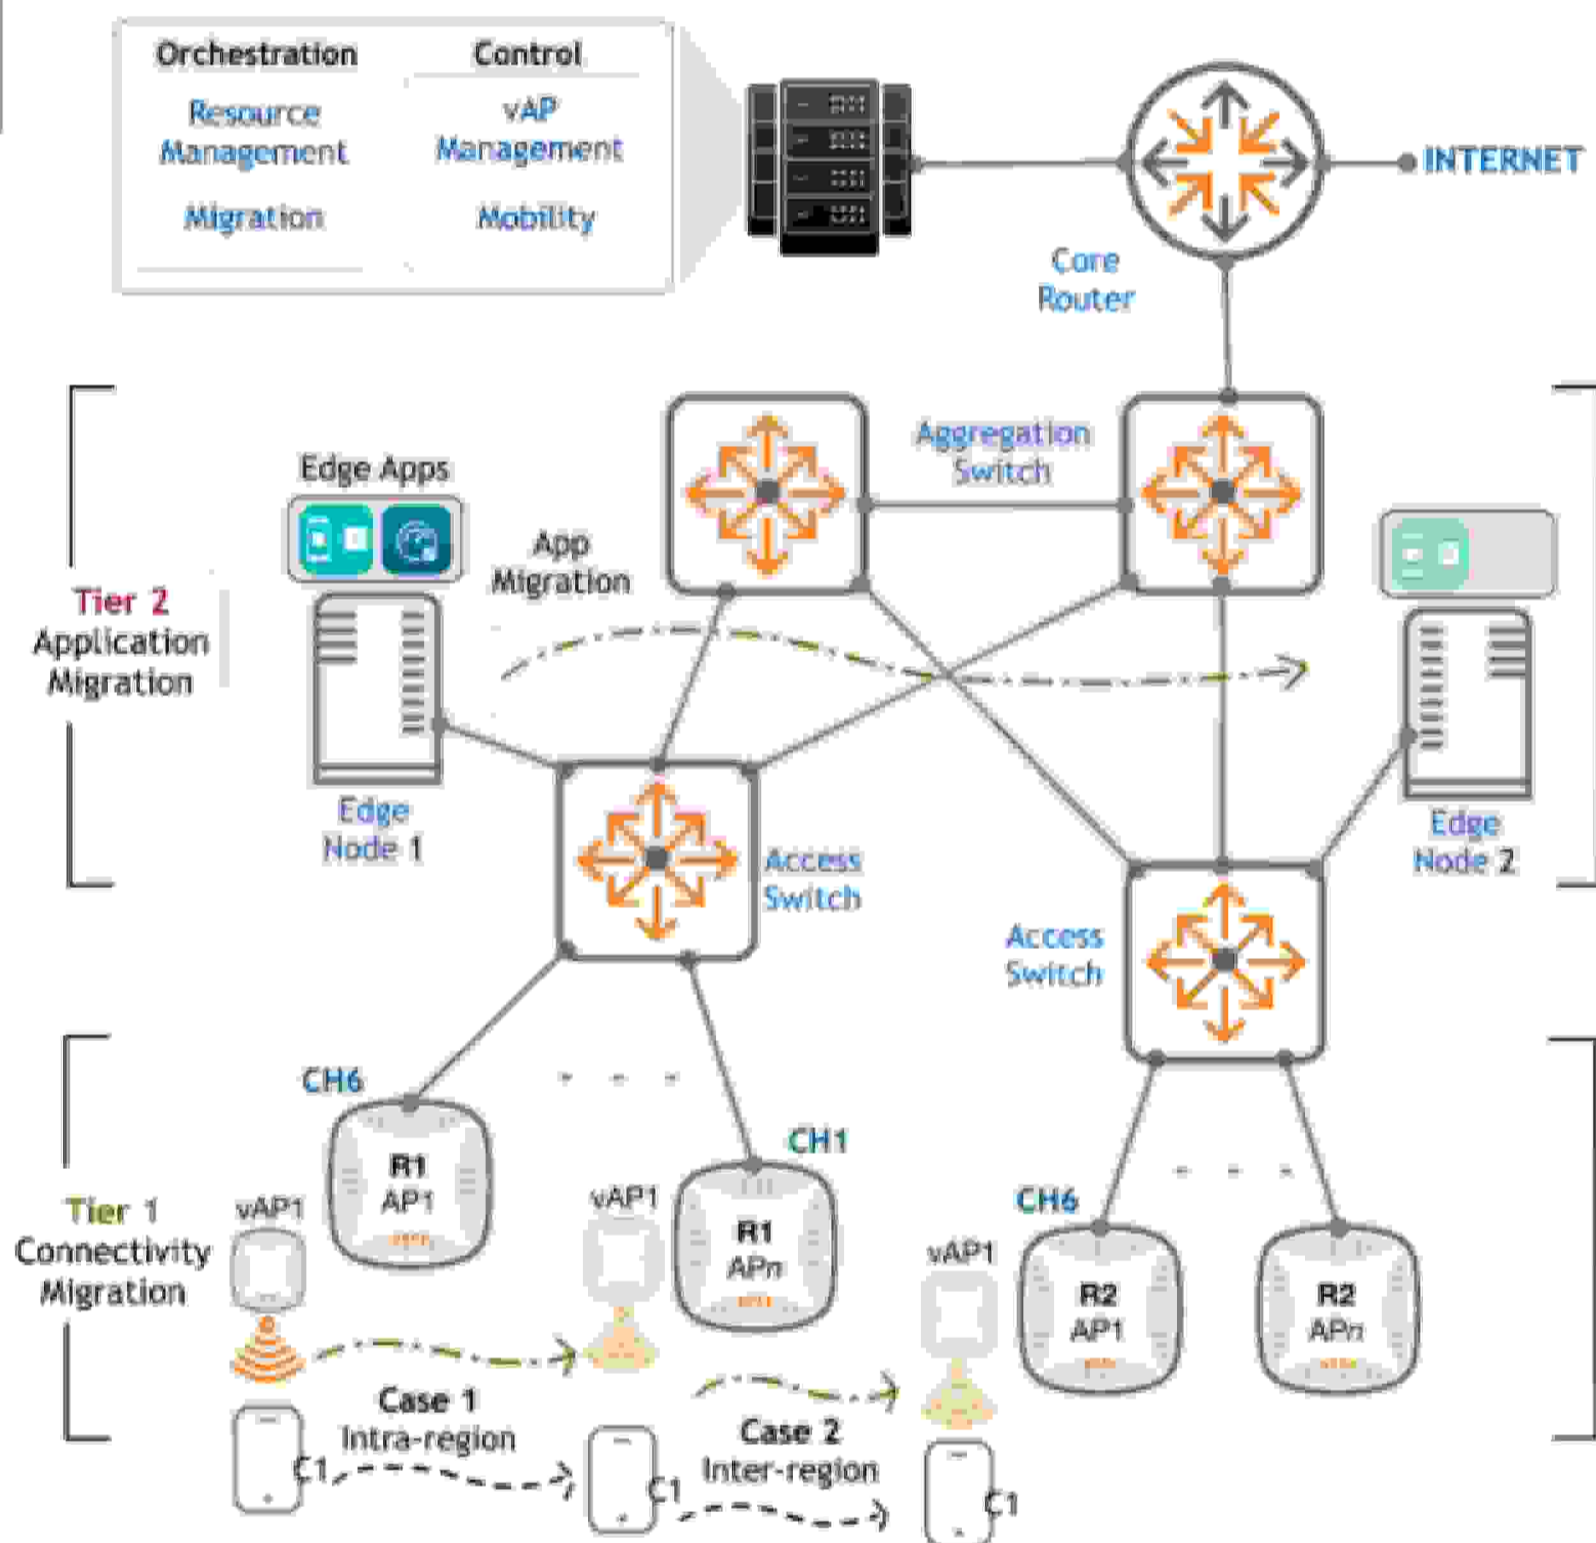 Orchestration
Control
Resource
Management
vAP
Management
Migration
Mobility
INTERNET
Core
Router
Aggregation
Switch
Edge Apps
App
Migration
Tier 2
Application
Migration
Edge
Node 1
Access
Switch
Edge
Node 2
Access
Switch
CH6
R1
AP1
CH1
R1
APn
vAP1
vAP1
Tier 1
Connectivity
Migration
CH6
vAP1
R2
AP1
R2
APn
Case 1
Intra-region
C1
Case 2
Inter-region
C1
C1